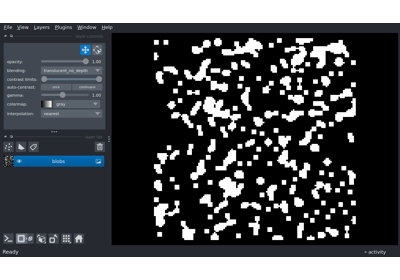 File View Layers Plugins Window Help
opacity: 1.00
blending: translucent_no_depth
contrast limits:
auto-contrast: once continuous
gamma: 1.00
colormap: gray
interpolation: nearest
blobs
Ready activity